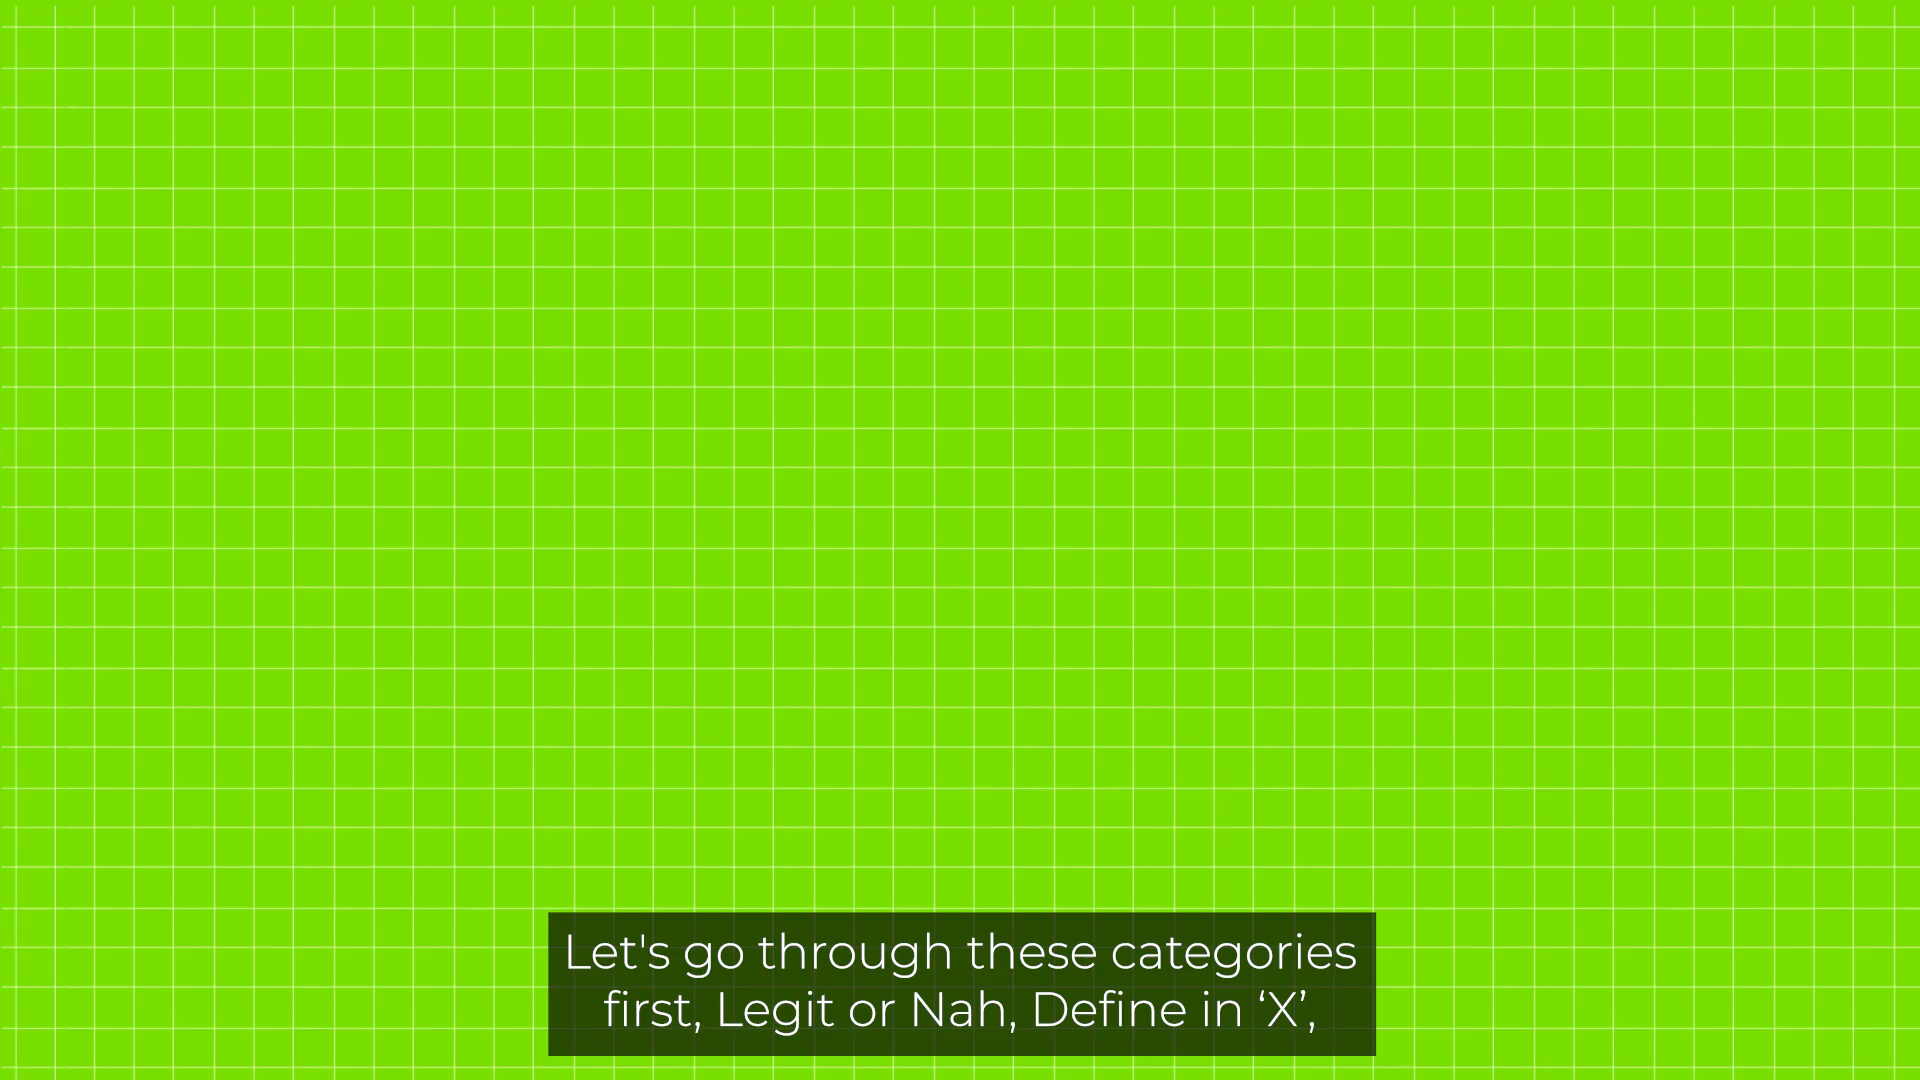 Let's go through these categories
first, Legit or Nah, Define in ‘X’,